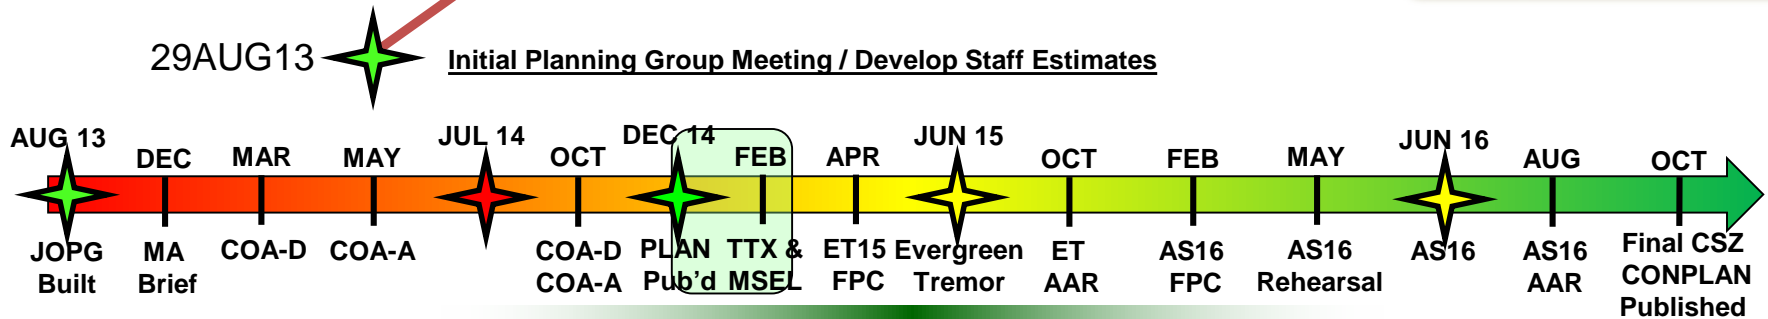 29AUG13
Initial Planning Group Meeting / Develop Staff Estimates
AUG 13
DEC
MAR
MAY
JUL 14
OCT
DEC 14
FEB
APR
JUN 15
OCT
FEB
MAY
JUN 16
AUG
OCT
JOPG
Built
MA
Brief
COA-D
COA-A
COA-D
COA-A
PLAN
Pub'd
TTX &
MSEL
ET15
FPC
Evergreen
Tremor
ET
AAR
AS16
FPC
AS16
Rehearsal
AS16
AS16
AAR
Final CSZ
CONPLAN
Published